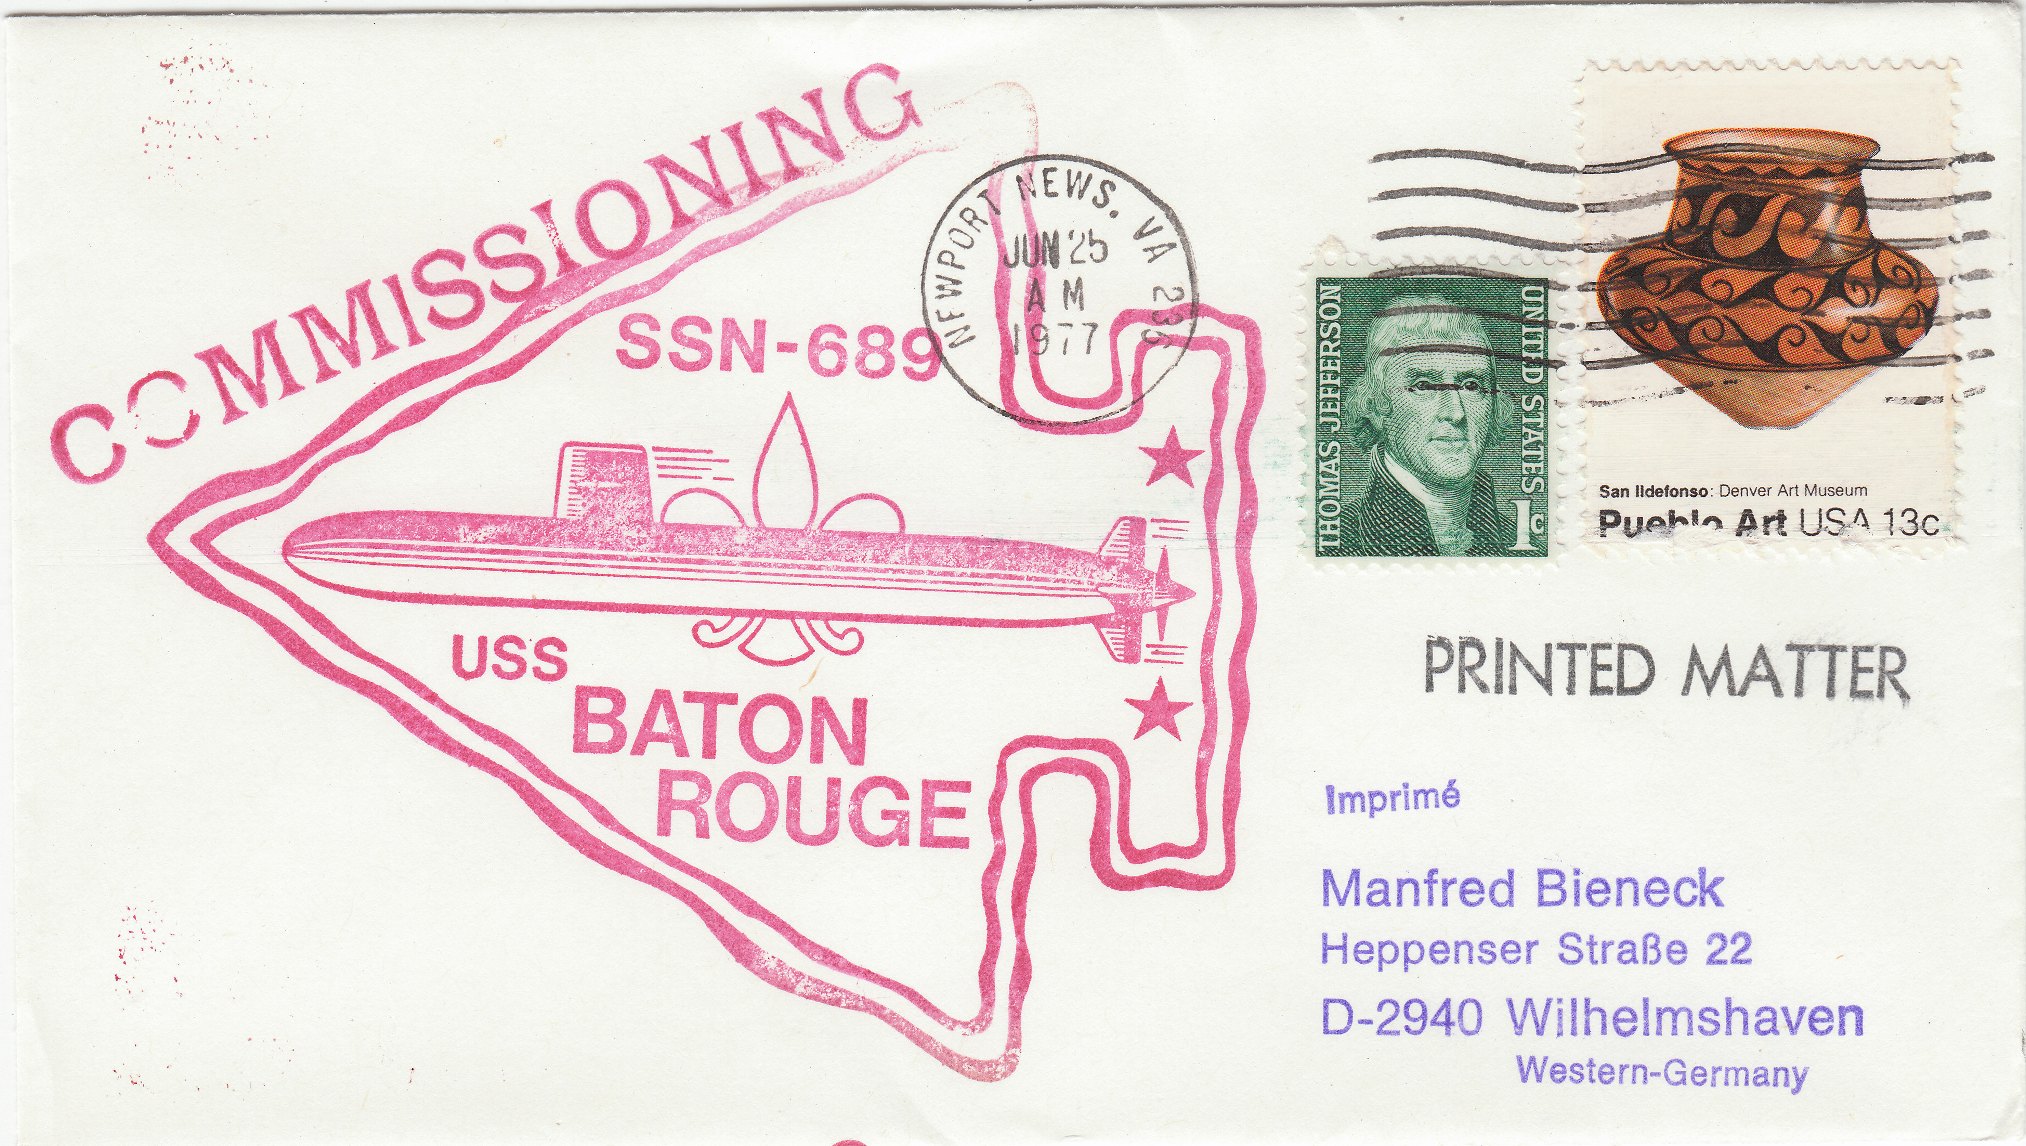 COMMISSIONING
SSN-689
USS
BATON
ROUGE
NEWPORT NEWS. VA
JUN 25
A M
1977
THOMAS JEFFERSON
UNITED STATES
1c
San Ildefonso: Denver Art Museum
Pueblo Art USA 13c
PRINTED MATTER
Imprimé
Manfred Bieneck
Heppenser Straße 22
D-2940 Wilhelmshaven
Western-Germany